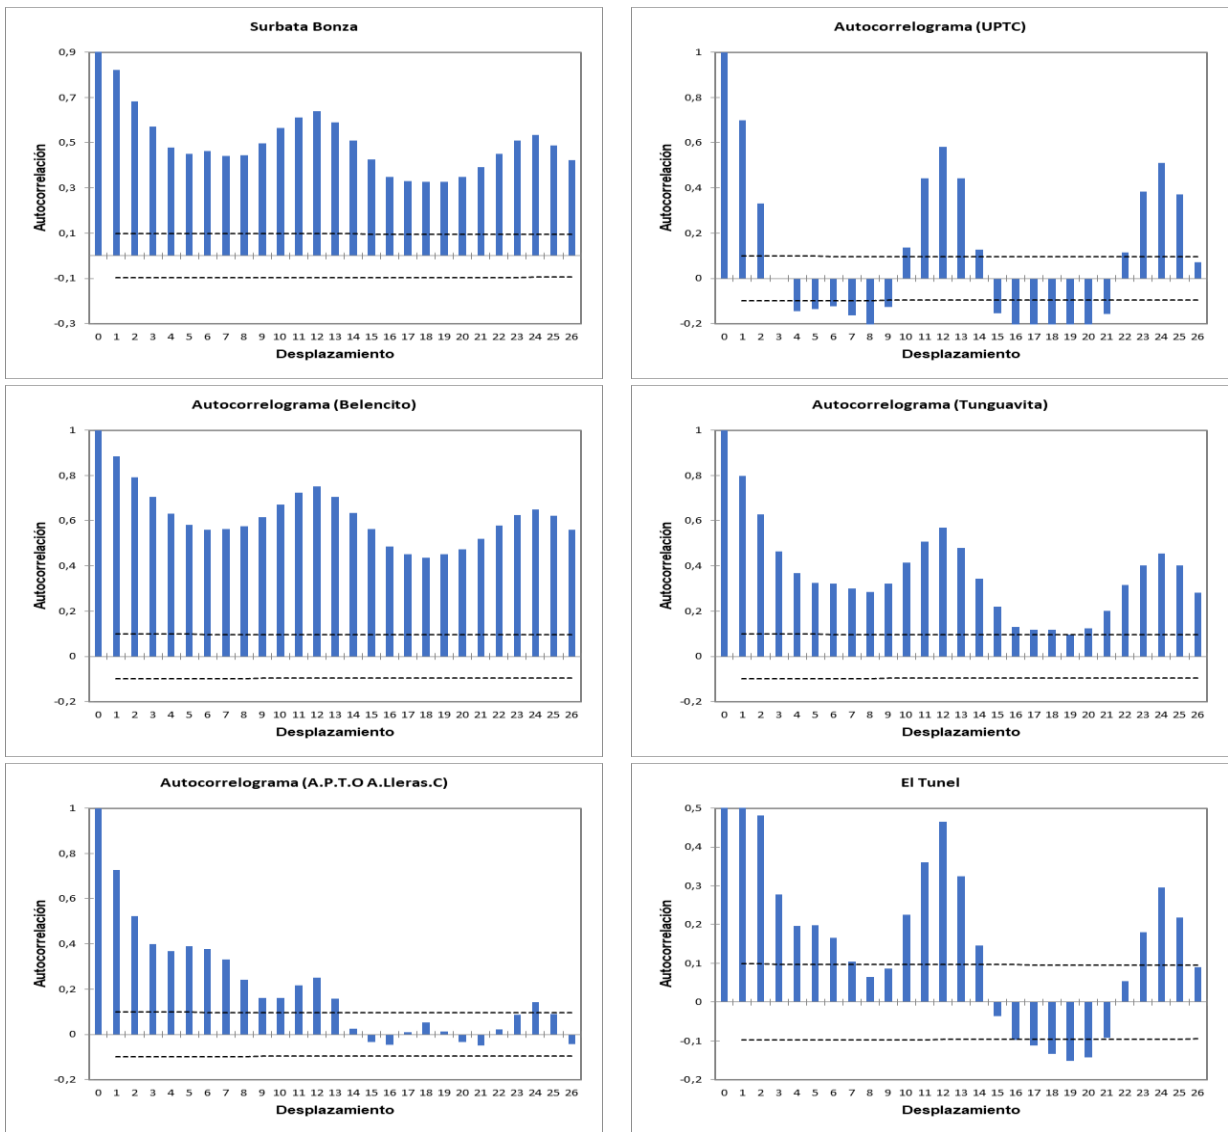 Surbata Bonza
Autocorrelación
0,9
0,7
0,5
0,3
0,1
-0,1
-0,3
0 1 2 3 4 5 6 7 8 9 10 11 12 13 14 15 16 17 18 19 20 21 22 23 24 25 26
Desplazamiento
Autocorrelograma (UPTC)
Autocorrelación
1
0,8
0,6
0,4
0,2
0
-0,2
0 1 2 3 4 5 6 7 8 9 10 11 12 13 14 15 16 17 18 19 20 21 22 23 24 25 26
Desplazamiento
Autocorrelograma (Belencito)
Autocorrelación
1
0,8
0,6
0,4
0,2
0
-0,2
0 1 2 3 4 5 6 7 8 9 10 11 12 13 14 15 16 17 18 19 20 21 22 23 24 25 26
Desplazamiento
Autocorrelograma (Tunguavita)
Autocorrelación
1
0,8
0,6
0,4
0,2
0
-0,2
0 1 2 3 4 5 6 7 8 9 10 11 12 13 14 15 16 17 18 19 20 21 22 23 24 25 26
Desplazamiento
Autocorrelograma (A.P.T.O A.Lleras.C)
Autocorrelación
1
0,8
0,6
0,4
0,2
0
-0,2
0 1 2 3 4 5 6 7 8 9 10 11 12 13 14 15 16 17 18 19 20 21 22 23 24 25 26
Desplazamiento
El Tunel
Autocorrelación
0,5
0,4
0,3
0,2
0,1
0
-0,1
-0,2
0 1 2 3 4 5 6 7 8 9 10 11 12 13 14 15 16 17 18 19 20 21 22 23 24 25 26
Desplazamiento